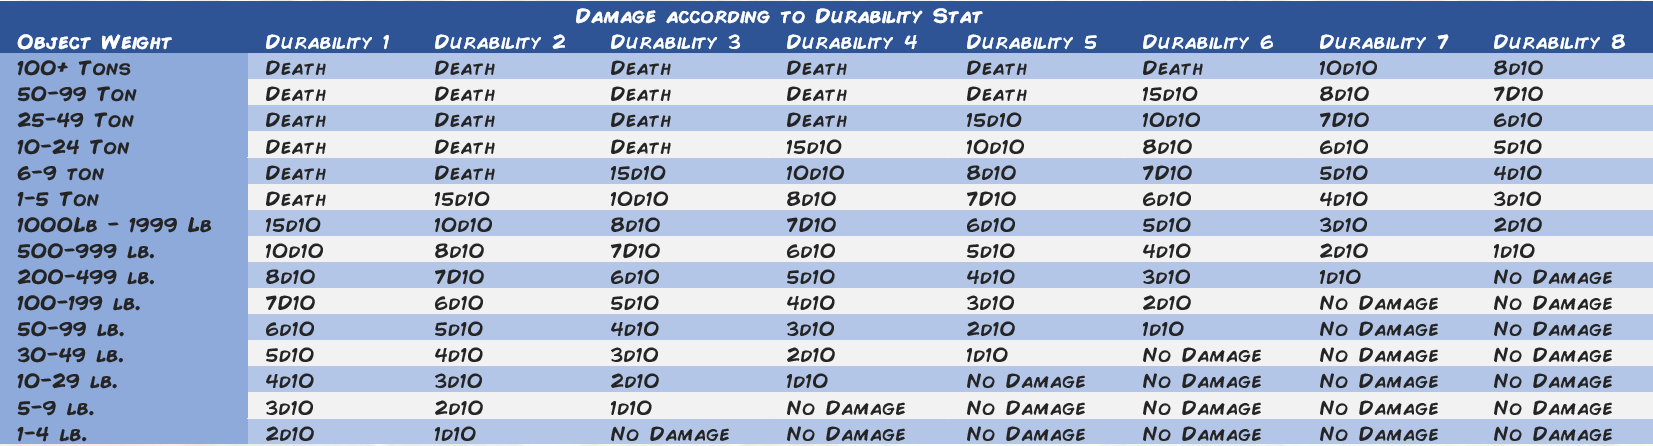 Damage according to Durability Stat
Object Weight Durability 1 Durability 2 Durability 3 Durability 4 Durability 5 Durability 6 Durability 7 Durability 8
100+ Tons Death Death Death Death Death Death 10d10 8d10
50-99 Ton Death Death Death Death Death 15d10 8d10 7D10
25-49 Ton Death Death Death Death 15d10 10d10 7D10 6d10
10-24 Ton Death Death Death 15d10 10d10 8d10 6d10 5d10
6-9 ton Death Death 15d10 10d10 8d10 7D10 5d10 4d10
1-5 Ton Death 15d10 10d10 8d10 7D10 6d10 4d10 3d10
1000Lb - 1999 Lb 15d10 10d10 8d10 7D10 6d10 5d10 3d10 2d10
500-999 lb. 10d10 8d10 7D10 6d10 5d10 4d10 2d10 1d10
200-499 lb. 8d10 7D10 6d10 5d10 4d10 3d10 1d10 No Damage
100-199 lb. 7D10 6d10 5d10 4d10 3d10 2d10 No Damage No Damage
50-99 lb. 6d10 5d10 4d10 3d10 2d10 1d10 No Damage No Damage
30-49 lb. 5d10 4d10 3d10 2d10 1d10 No Damage No Damage No Damage
10-29 lb. 4d10 3d10 2d10 1d10 No Damage No Damage No Damage No Damage
5-9 lb. 3d10 2d10 1d10 No Damage No Damage No Damage No Damage No Damage
1-4 lb. 2d10 1d10 No Damage No Damage No Damage No Damage No Damage No Damage